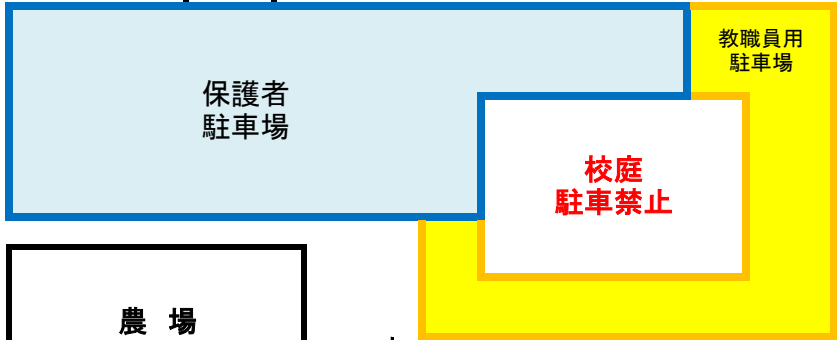 教職員用
駐車場
保護者
駐車場
校庭
駐車禁止
農 場